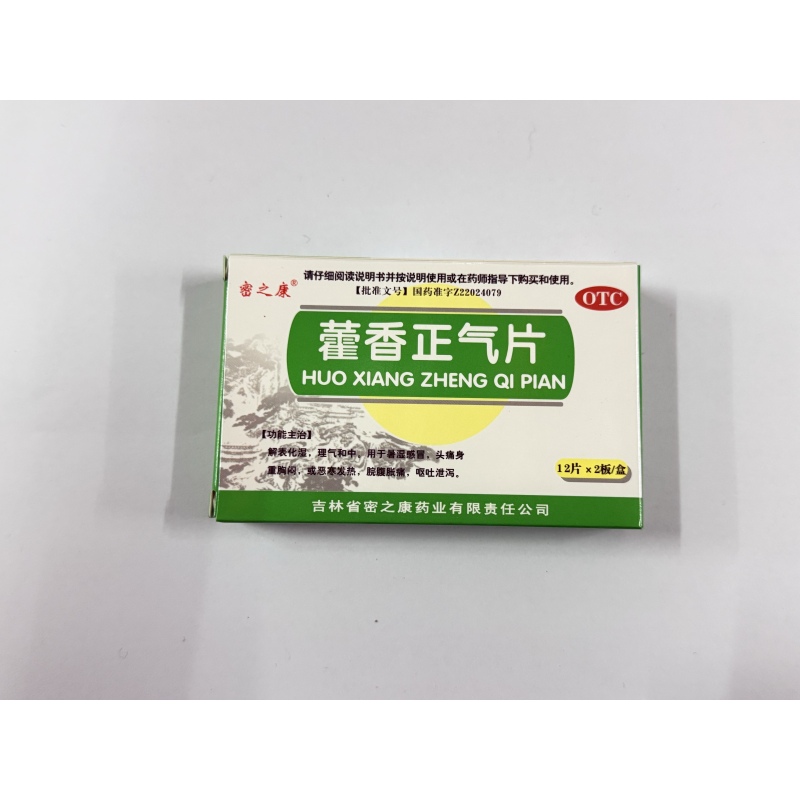 请仔细阅读说明书并按说明使用或在药师指导下购买和使用。
【批准文号】国药准字Z22024079
密之康®
OTC
藿香正气片
HUO XIANG ZHENG QI PIAN
【功能主治】
解表化湿，理气和中，用于暑湿感冒，头痛身
重胸闷，或恶寒发热，脘腹胀痛，呕吐泄泻。
12片×2板/盒
吉林省密之康药业有限责任公司